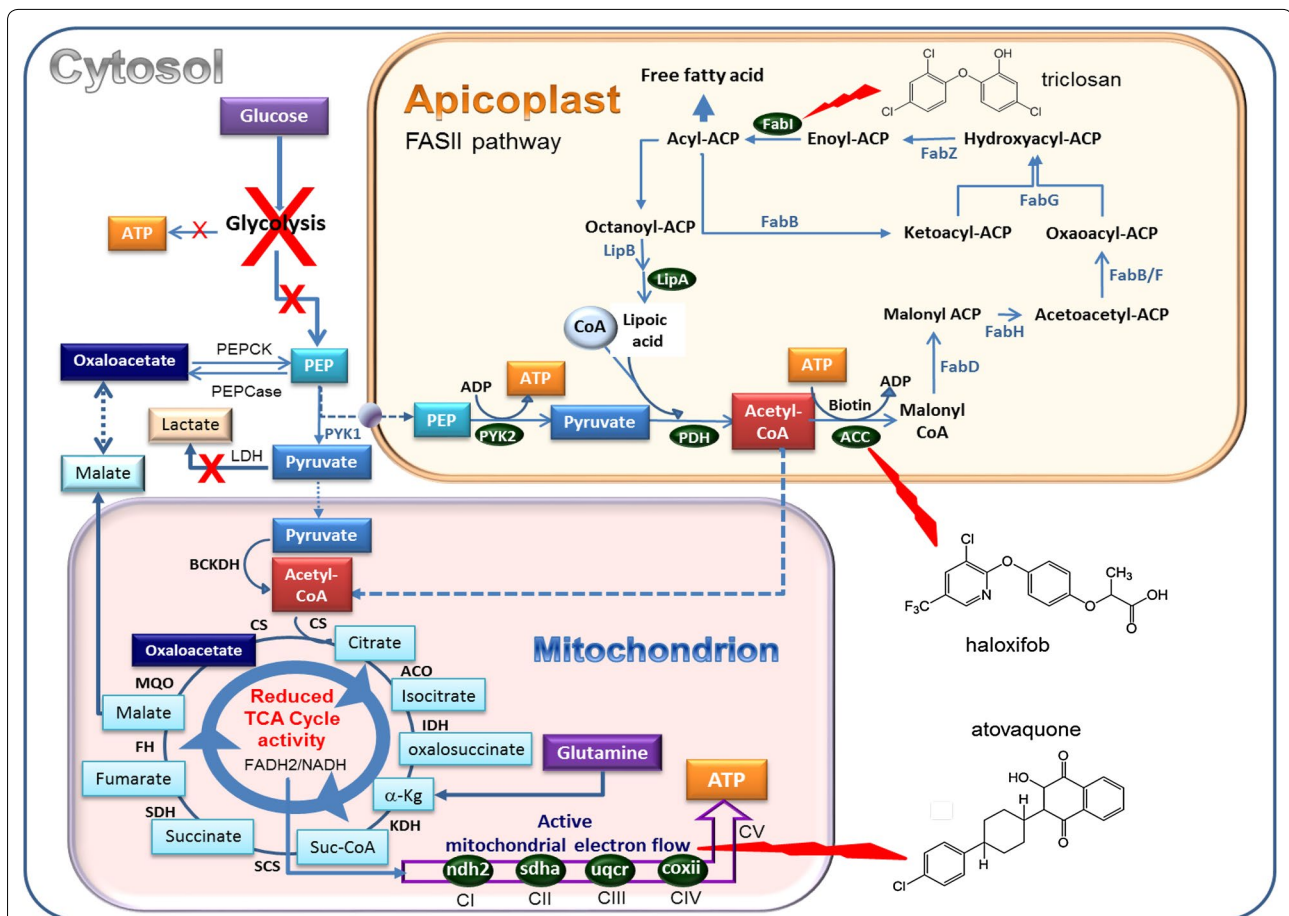 Cytosol
Glucose
Glycolysis
X
ATP
X
X
Oxaloacetate
PEPCK
PEP
PEPCase
Lactate
LDH
X
PYK1
Malate
Pyruvate
Apicoplast
FASII pathway
Free fatty acid
FabI
Cl
OH
O
Cl
Cl
triclosan
Acyl-ACP
Enoyl-ACP
FabZ
Hydroxyacyl-ACP
FabG
Octanoyl-ACP
FabB
Ketoacyl-ACP
Oxaoacyl-ACP
LipB
LipA
FabB/F
CoA
Lipoic
acid
Malonyl ACP
FabH
Acetoacetyl-ACP
FabD
ADP
ATP
ATP
ADP
PEP
PYK2
Pyruvate
PDH
Acetyl-
CoA
Biotin
ACC
Malonyl
CoA
Pyruvate
BCKDH
Acetyl-
CoA
Mitochondrion
CS
CS
Oxaloacetate
Citrate
MQO
ACO
Malate
Isocitrate
FH
IDH
Fumarate
oxalosuccinate
SDH
α-Kg
Succinate
KDH
SCS
Suc-CoA
Reduced
TCA Cycle
activity
FADH2/NADH
Glutamine
ATP
CV
Active
mitochondrial electron flow
ndh2
sdha
uqcr
coxii
CI
CII
CIII
CIV
Cl
O
CH3
F3C
N
O
OH
O
haloxifob
atovaquone
O
HO
H
O
H
Cl